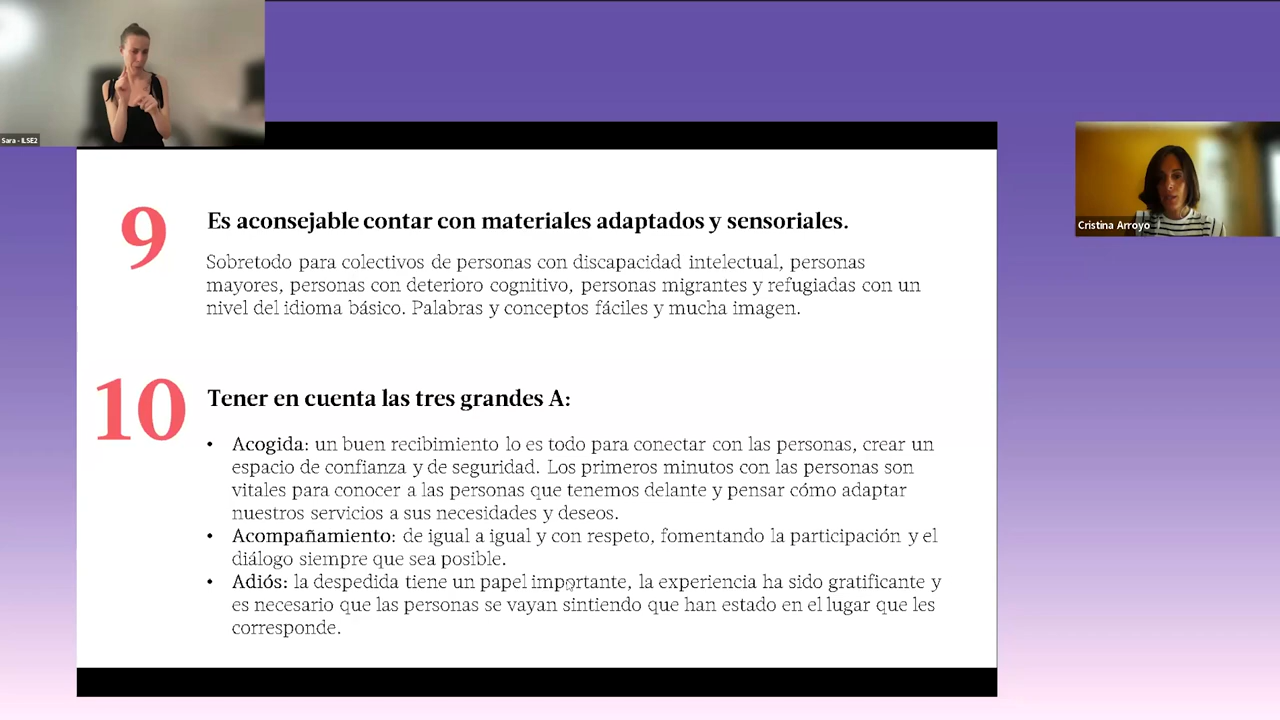 Sara - ILSE2
Cristina Arroyo
9
Es aconsejable contar con materiales adaptados y sensoriales.
Sobretodo para colectivos de personas con discapacidad intelectual, personas
mayores, personas con deterioro cognitivo, personas migrantes y refugiadas con un
nivel del idioma básico. Palabras y conceptos fáciles y mucha imagen.
10
Tener en cuenta las tres grandes A:
• Acogida: un buen recibimiento lo es todo para conectar con las personas, crear un
espacio de confianza y de seguridad. Los primeros minutos con las personas son
vitales para conocer a las personas que tenemos delante y pensar cómo adaptar
nuestros servicios a sus necesidades y deseos.
• Acompañamiento: de igual a igual y con respeto, fomentando la participación y el
diálogo siempre que sea posible.
• Adiós: la despedida tiene un papel importante, la experiencia ha sido gratificante y
es necesario que las personas se vayan sintiendo que han estado en el lugar que les
corresponde.